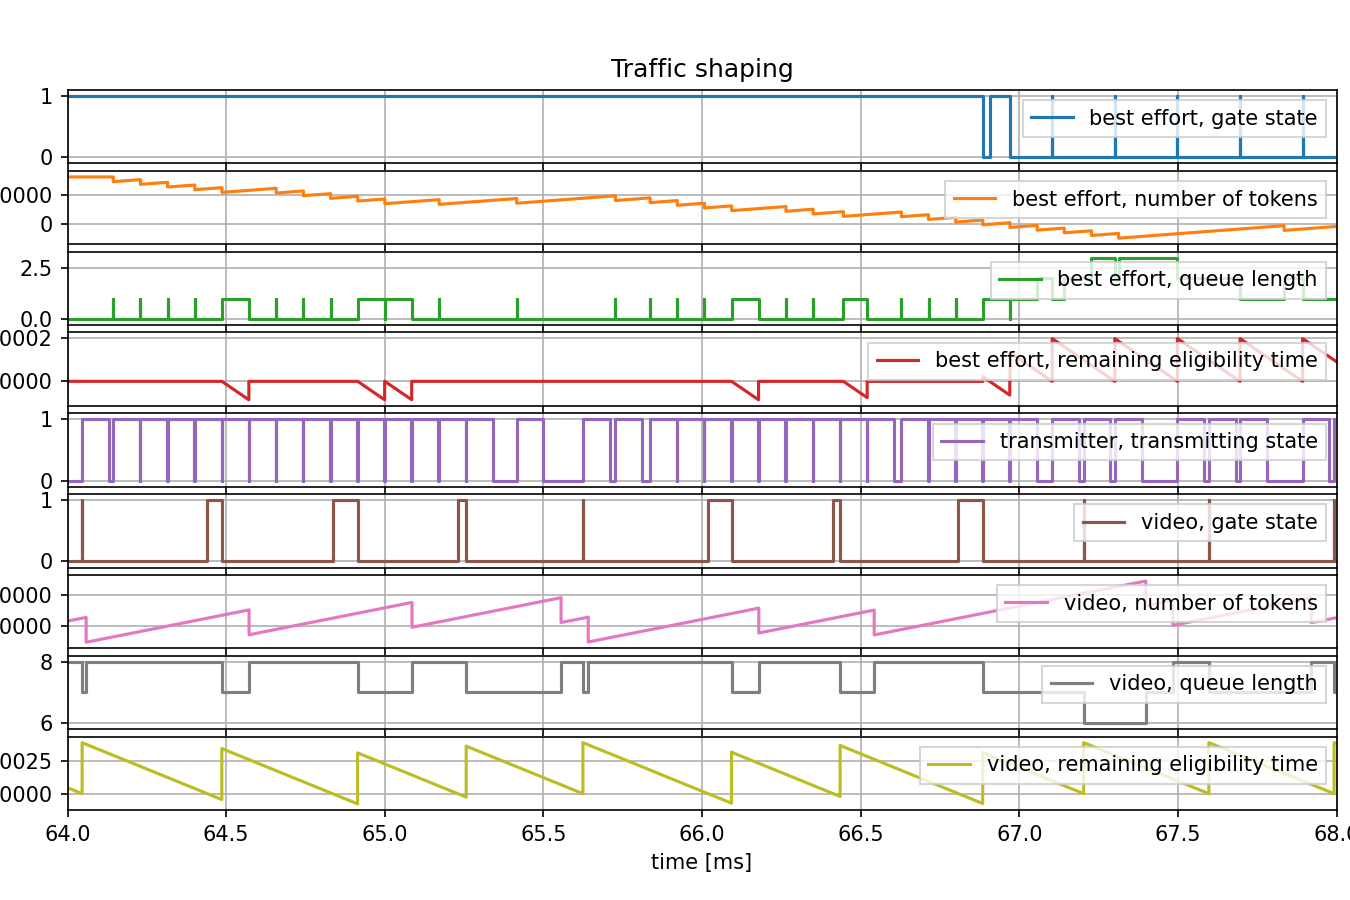 Traffic shaping
1
best effort, gate state
0
0000
best effort, number of tokens
0
2.5
best effort, queue length
0.0
0002
best effort, remaining eligibility time
0000
1
transmitter, transmitting state
0
1
video, gate state
0
0000
video, number of tokens
0000
8
video, queue length
6
0025
video, remaining eligibility time
0000
64.0 64.5 65.0 65.5 66.0 66.5 67.0 67.5 68.0
time [ms]